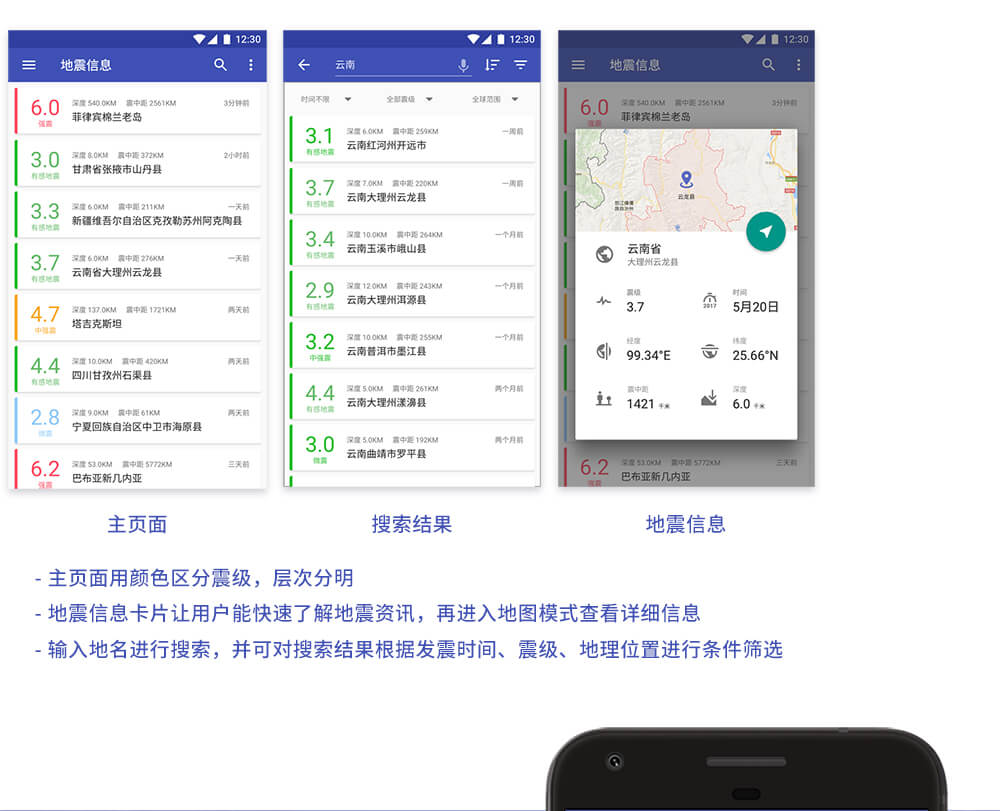 12:30
地震信息
6.0
强震
深度 540.0KM 震中距 2561KM
3分钟前
菲律宾棉兰老岛
3.0
有感地震
深度 8.0KM 震中距 372KM
2小时前
甘肃省张掖市山丹县
3.3
有感地震
深度 6.0KM 震中距 211KM
一天前
新疆维吾尔自治区克孜勒苏州阿克陶县
3.7
有感地震
深度 6.0KM 震中距 276KM
一天前
云南省大理州云龙县
4.7
中强震
深度 137.0KM 震中距 1721KM
两天前
塔吉克斯坦
4.4
有感地震
深度 10.0KM 震中距 420KM
两天前
四川甘孜州石渠县
2.8
微震
深度 9.0KM 震中距 61KM
两天前
宁夏回族自治区中卫市海原县
6.2
强震
深度 53.0KM 震中距 5772KM
三天前
巴布亚新几内亚
主页面
12:30
云南
时间不限 全部震级 全球范围
3.1
有感地震
深度 6.0KM 震中距 259KM
一周前
云南红河州开远市
3.7
有感地震
深度 7.0KM 震中距 220KM
一周前
云南大理州云龙县
3.4
有感地震
深度 10.0KM 震中距 264KM
一个月前
云南玉溪市峨山县
2.9
有感地震
深度 12.0KM 震中距 243KM
一个月前
云南大理州洱源县
3.2
中强震
深度 10.0KM 震中距 255KM
一个月前
云南普洱市墨江县
4.4
有感地震
深度 5.0KM 震中距 261KM
两个月前
云南大理州漾濞县
3.0
微震
深度 5.0KM 震中距 192KM
两个月前
云南曲靖市罗平县
搜索结果
12:30
地震信息
6.0
强震
深度 540.0KM 震中距 2561KM
3分钟前
菲律宾棉兰老岛
云龙县
怒江傈僳
族自治州
云南省
大理州云龙县
震级
3.7
时间
2017
5月20日
经度
99.34°E
纬度
25.66°N
震中距
1421 千米
深度
6.0 千米
6.2
强震
深度 53.0KM 震中距 5772KM
三天前
巴布亚新几内亚
地震信息
- 主页面用颜色区分震级，层次分明
- 地震信息卡片让用户能快速了解地震资讯，再进入地图模式查看详细信息
- 输入地名进行搜索，并可对搜索结果根据发震时间、震级、地理位置进行条件筛选